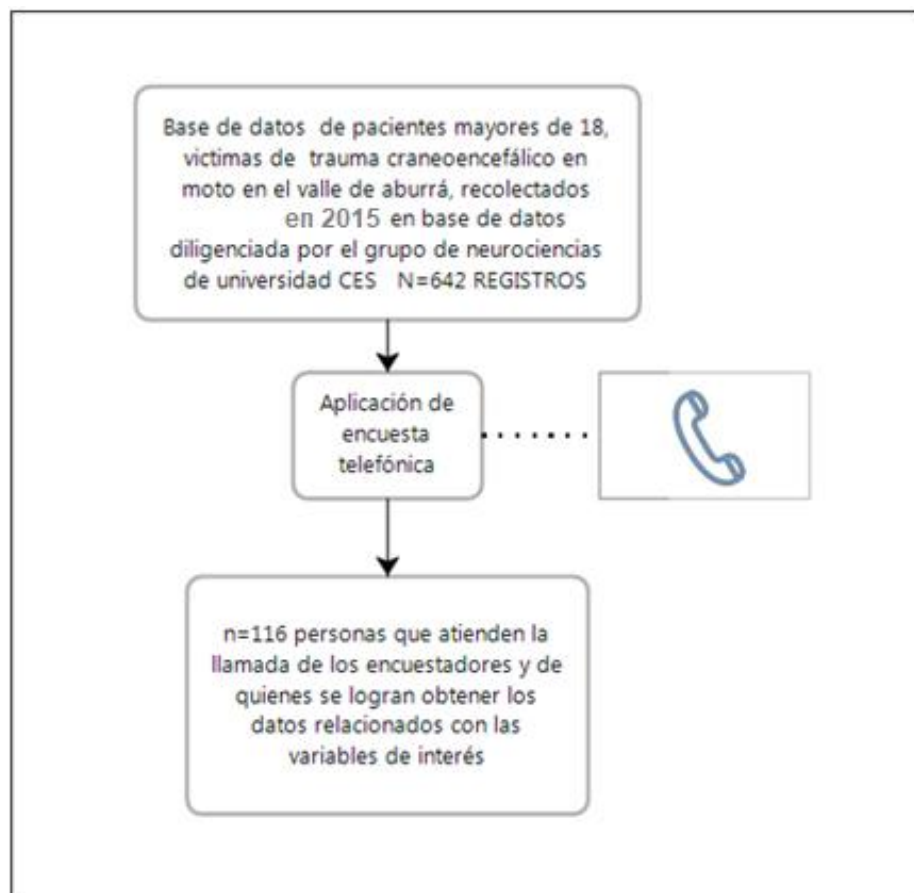 Base de datos de pacientes mayores de 18,
victimas de trauma craneoencefálico en
moto en el valle de aburrá, recolectados
en 2015 en base de datos
diligenciada por el grupo de neurociencias
de universidad CES N=642 REGISTROS
Aplicación de
encuesta
telefónica
n=116 personas que atienden la
llamada de los encuestadores y de
quienes se logran obtener los
datos relacionados con las
variables de interés